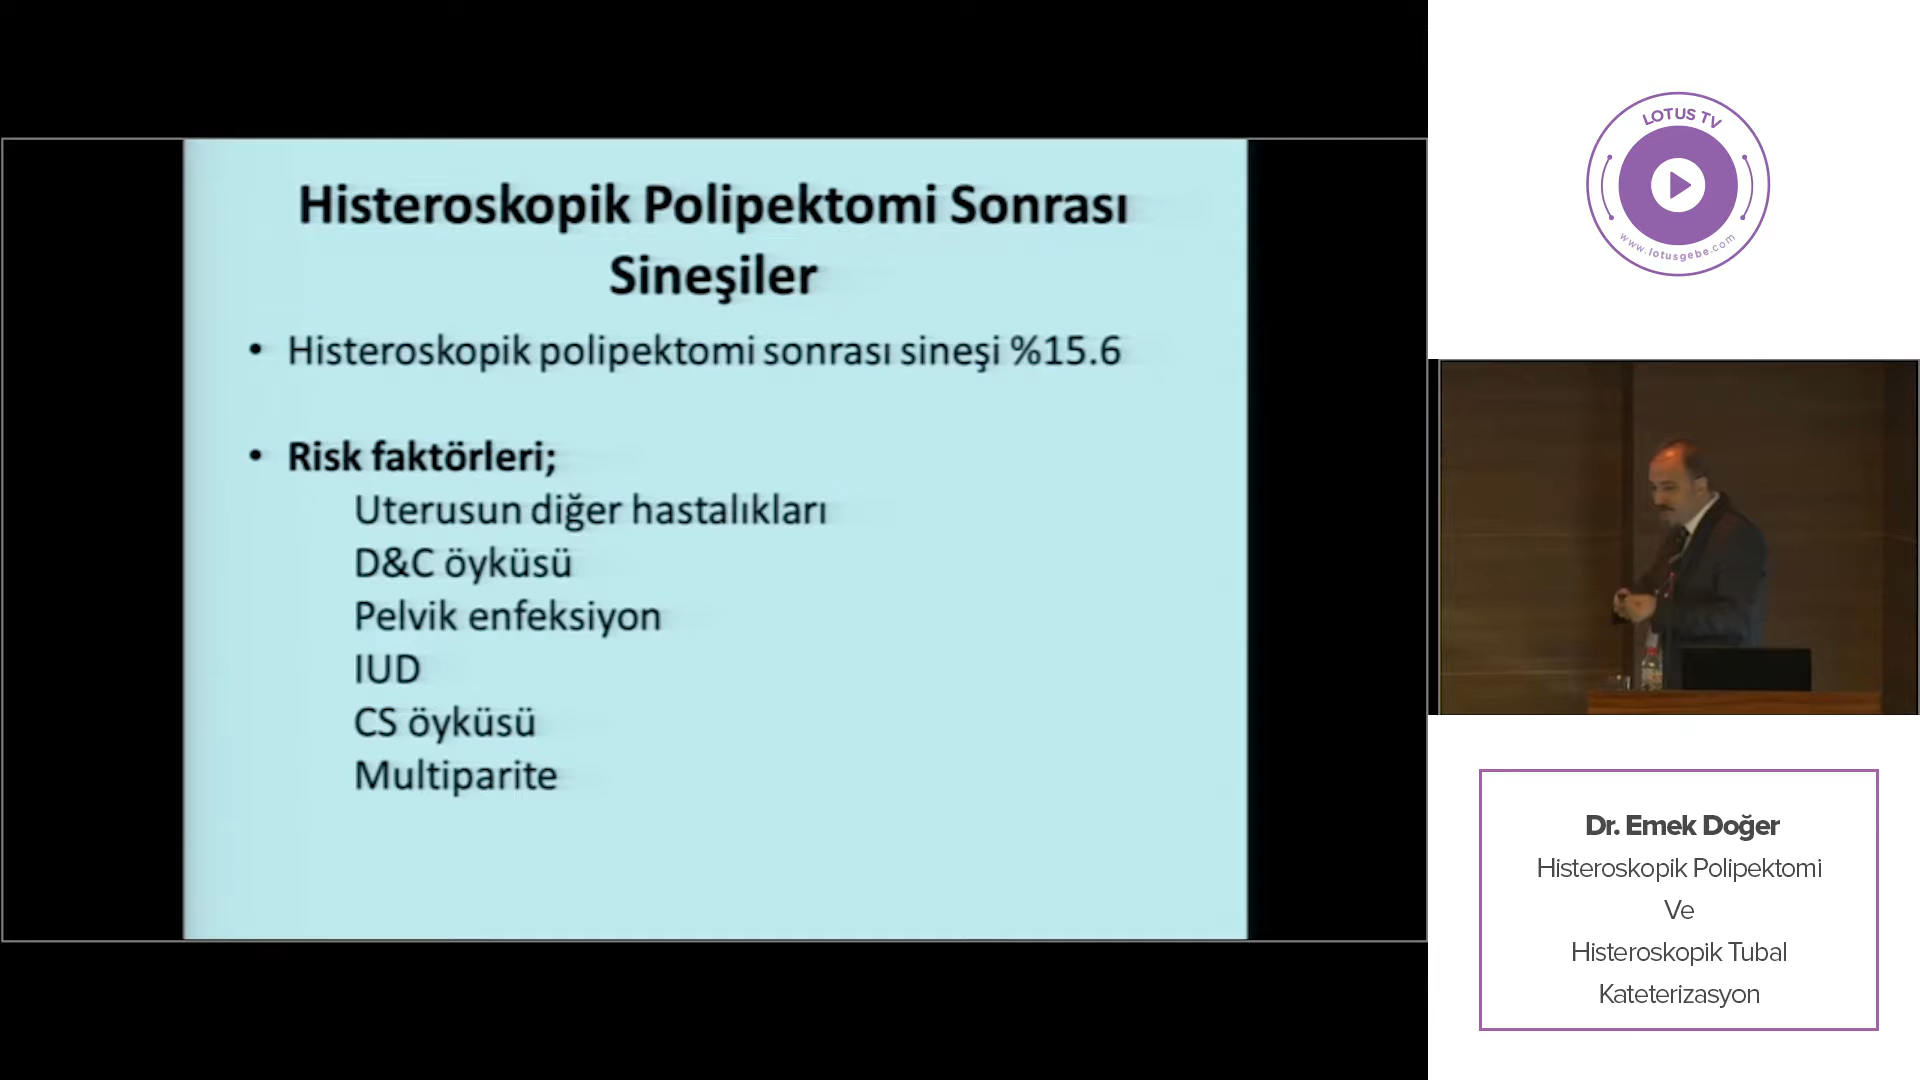 Histeroskopik Polipektomi Sonrası
Sineşiler
• Histeroskopik polipektomi sonrası sineşi %15.6
• Risk faktörleri;
Uterusun diğer hastalıkları
D&C öyküsü
Pelvik enfeksiyon
IUD
CS öyküsü
Multiparite
LOTUS TV
www.lotusgebe.com
Dr. Emek Doğer
Histeroskopik Polipektomi
Ve
Histeroskopik Tubal
Kateterizasyon